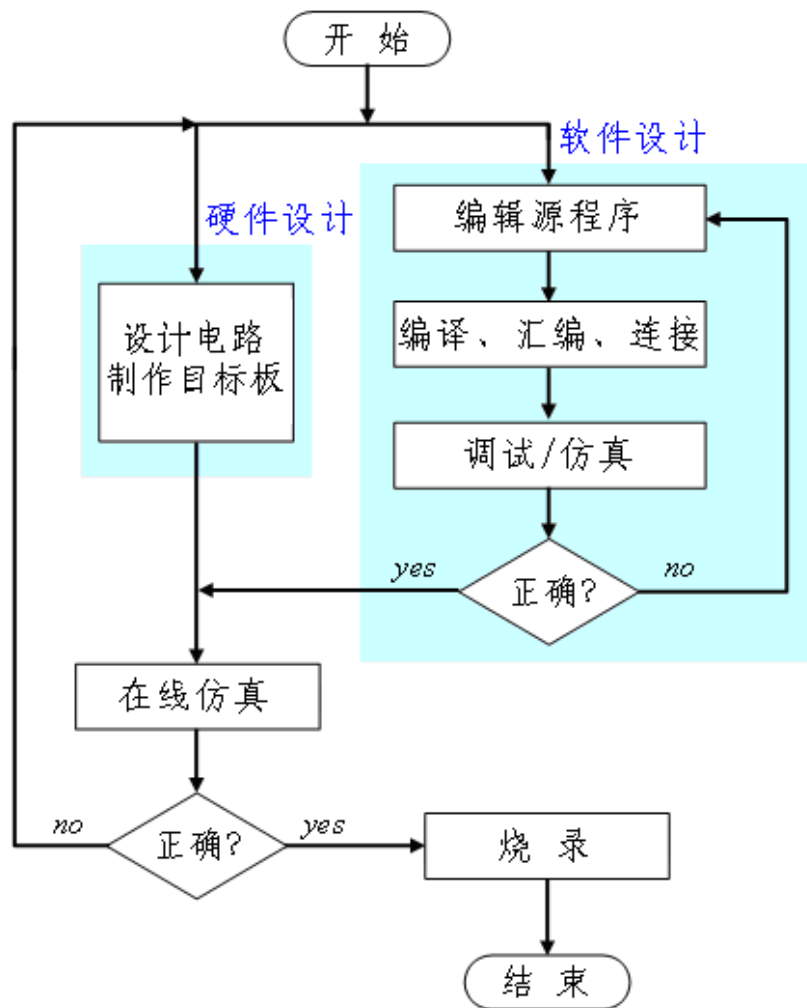 开 始
软件设计
硬件设计
编辑源程序
设计电路
制作目标板
编译、汇编、连接
调试/仿真
yes
正确?
no
在线仿真
no
正确?
yes
烧 录
结 束